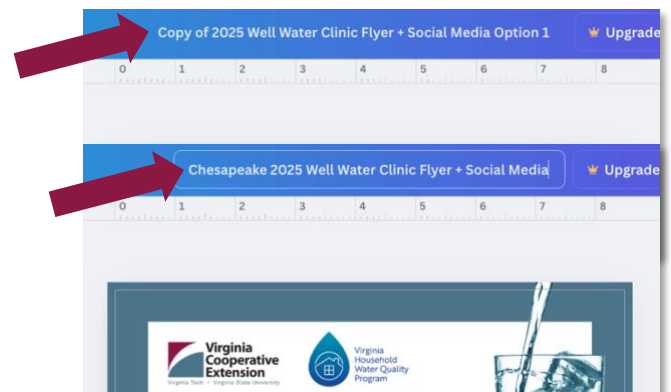 Copy of 2025 Well Water Clinic Flyer + Social Media Option 1
Upgrade
0 1 2 3 4 5 6 7 8
Chesapeake 2025 Well Water Clinic Flyer + Social Media
Upgrade
0 1 2 3 4 5 6 7 8
Virginia
Cooperative
Extension
Virginia Tech • Virginia State University
Virginia
Household
Water Quality
Program